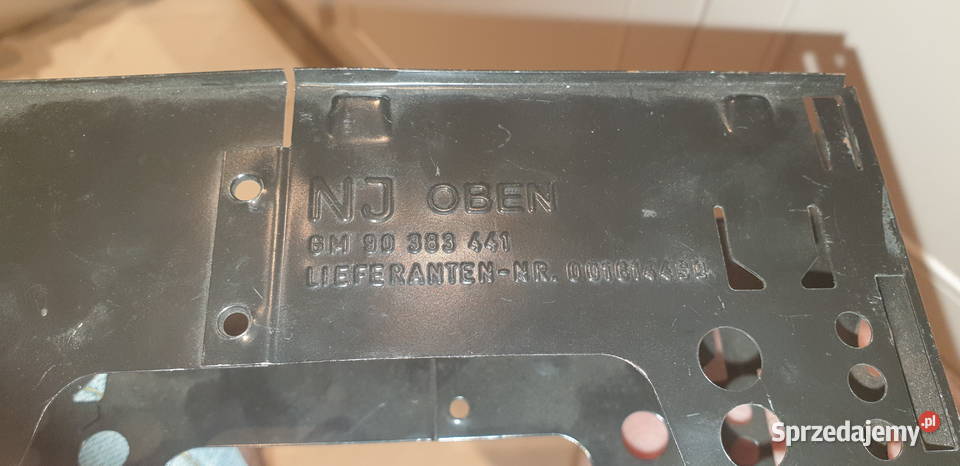 NJ OBEN
GM 90 383 441
LIEFERANTEN-NR.
Sprzedajemy.pl